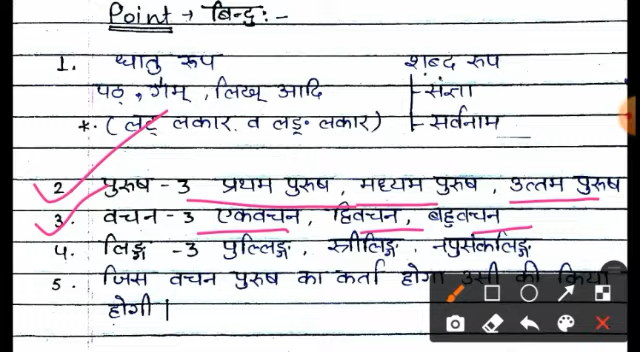 Point → बिन्दु :-
1. धातु रूप शब्द रूप
पठ् , गम् , लिख् आदि संज्ञा
*. ( लट् लकार. व लङ्. लकार ) सर्वनाम
2. पुरुष - 3 प्रथम पुरुष , मध्यम पुरुष , उत्तम पुरुष
3. वचन - 3 एकवचन , द्विवचन , बहुवचन
4. लिङ्ग - 3 पुल्लिङ्ग , स्त्रीलिङ्ग , नपुसंकलिङ्ग
5. जिस वचन पुरुष का कर्ता होगा उसी की क्रिया
होगी |